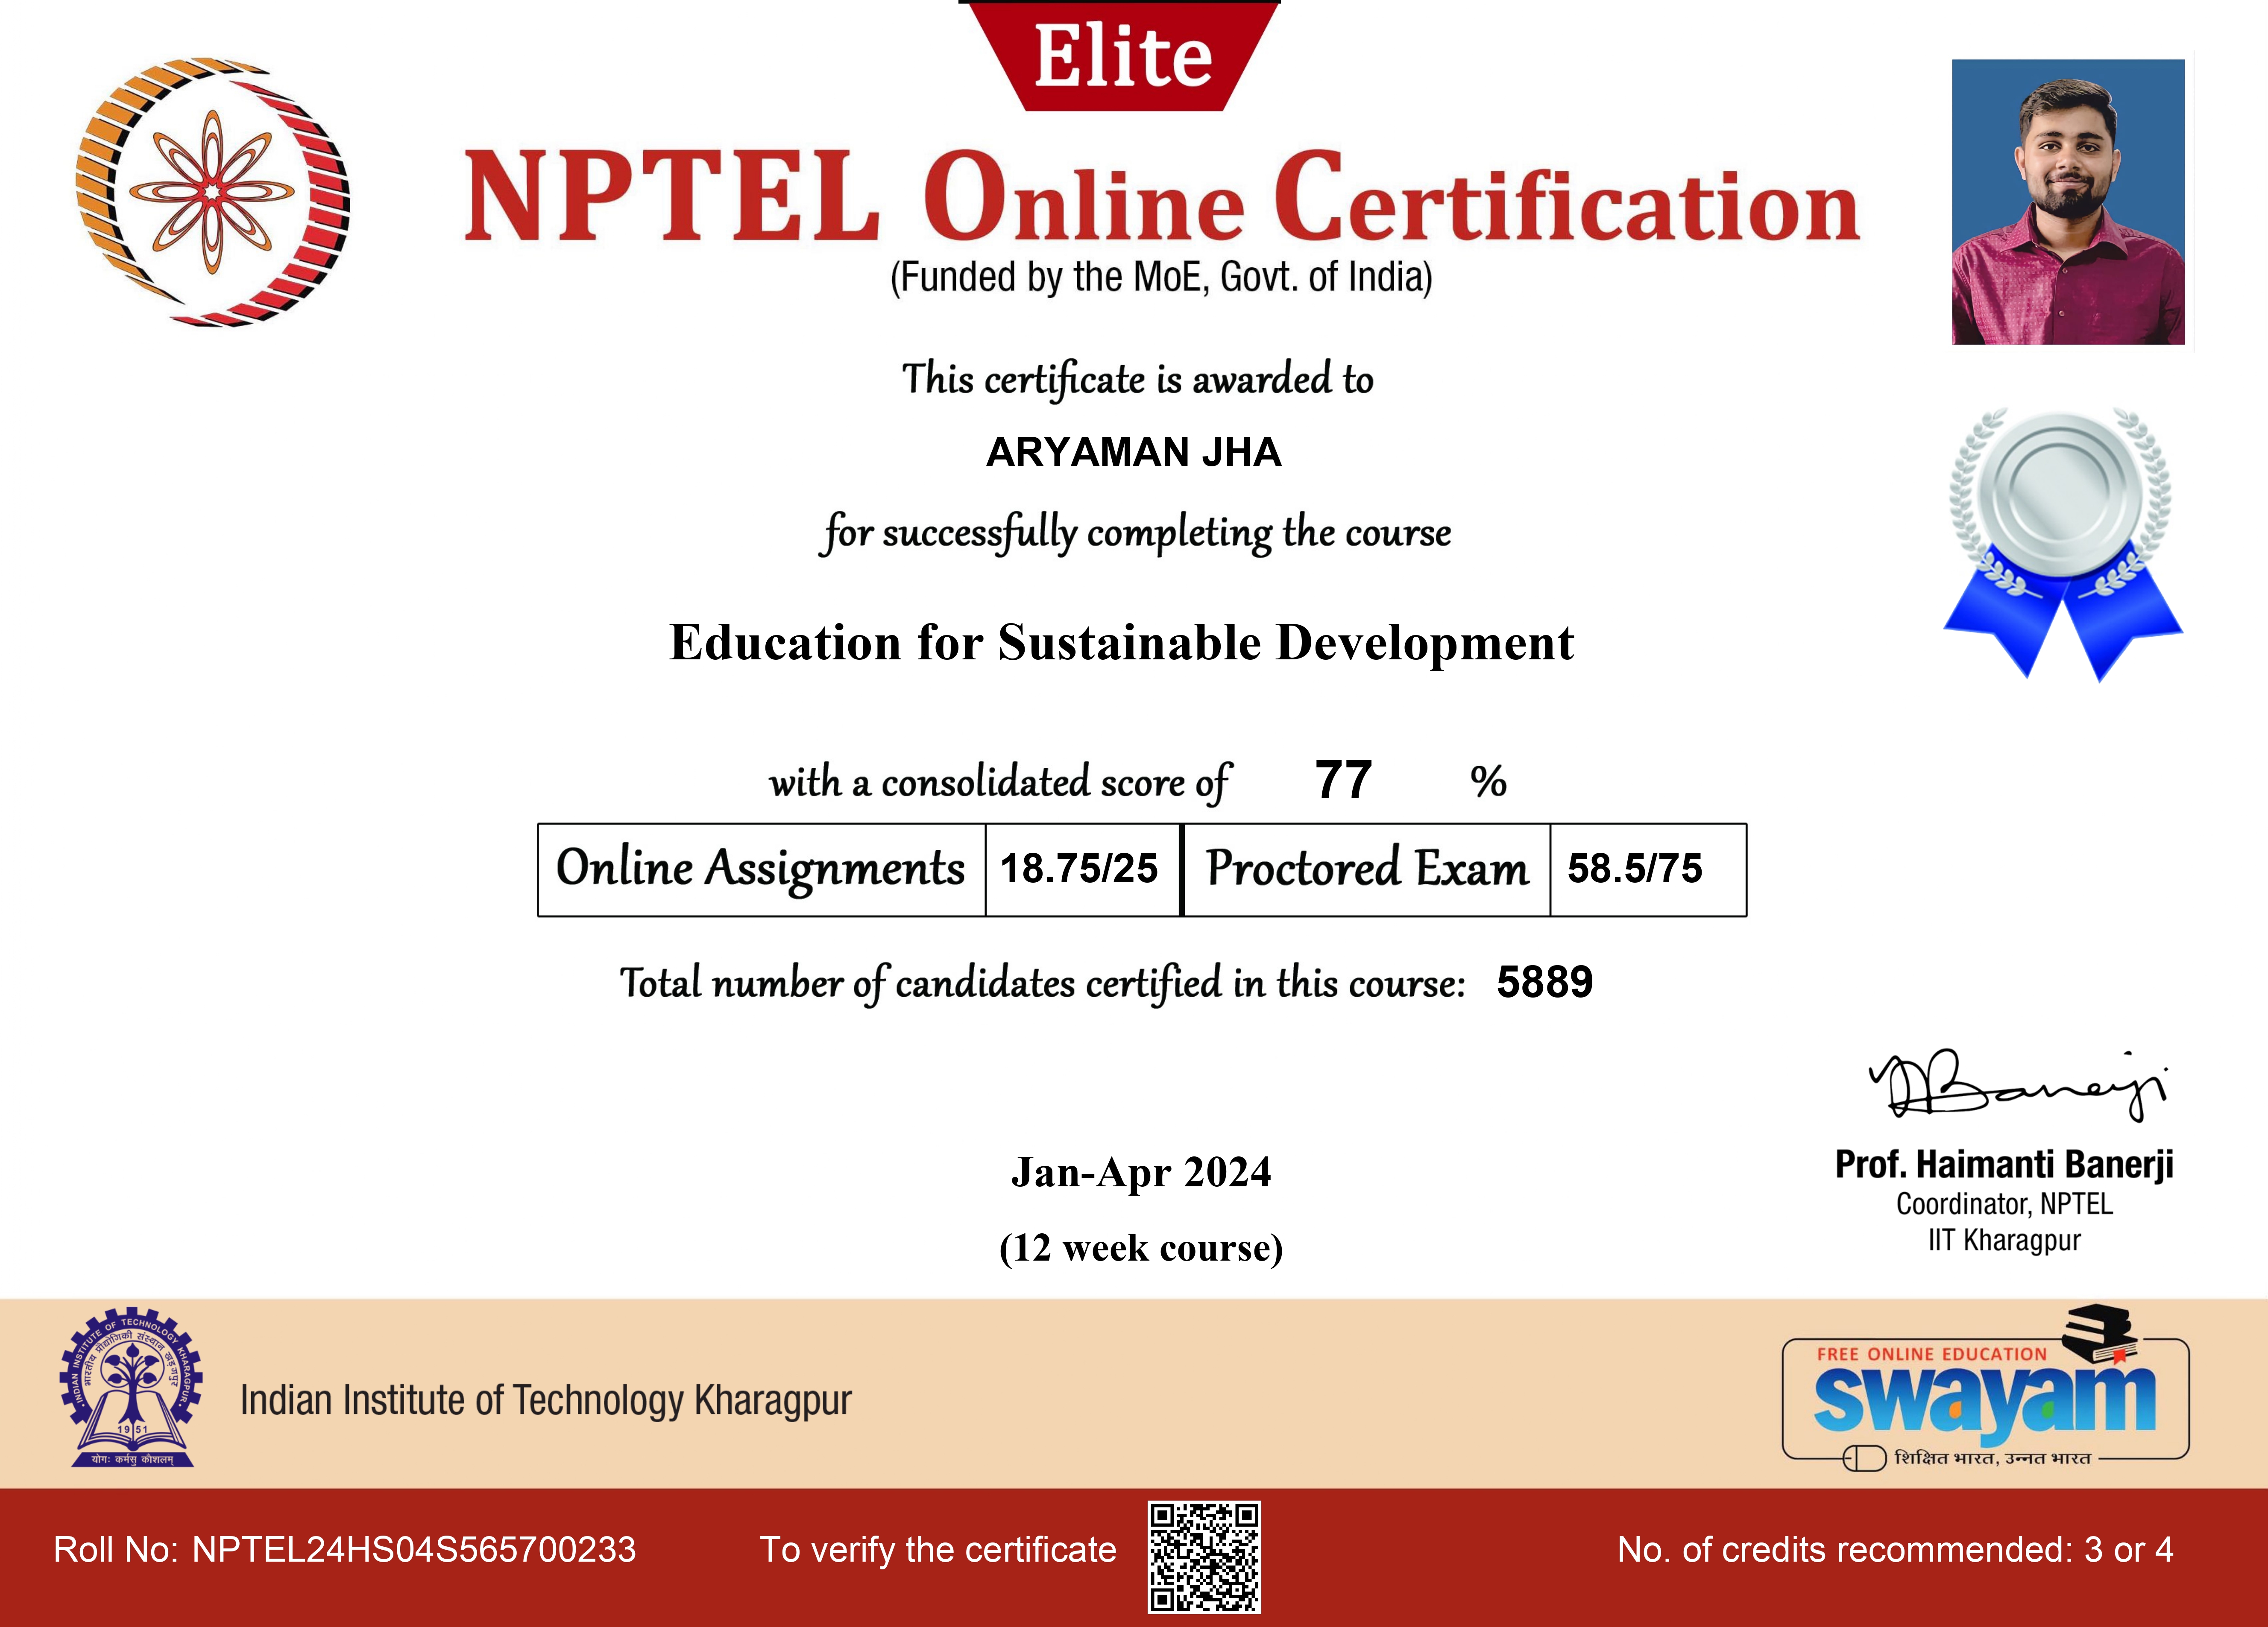 Elite
NPTEL Online Certification
(Funded by the MoE, Govt. of India)
This certificate is awarded to
ARYAMAN JHA
for successfully completing the course
Education for Sustainable Development
with a consolidated score of 77 %
Online Assignments 18.75/25 Proctored Exam 58.5/75
Total number of candidates certified in this course: 5889
Banerji
Jan-Apr 2024
(12 week course)
Prof. Haimanti Banerji
Coordinator, NPTEL
IIT Kharagpur
INDIAN INSTITUTE OF TECHNOLOGY KHARAGPUR
भारतीय प्रौद्योगिकी संस्थान खड़गपुर
19 51
योगः कर्मसु कौशलम्
Indian Institute of Technology Kharagpur
FREE ONLINE EDUCATION
swayam
शिक्षित भारत, उन्नत भारत
Roll No: NPTEL24HS04S565700233
To verify the certificate
No. of credits recommended: 3 or 4